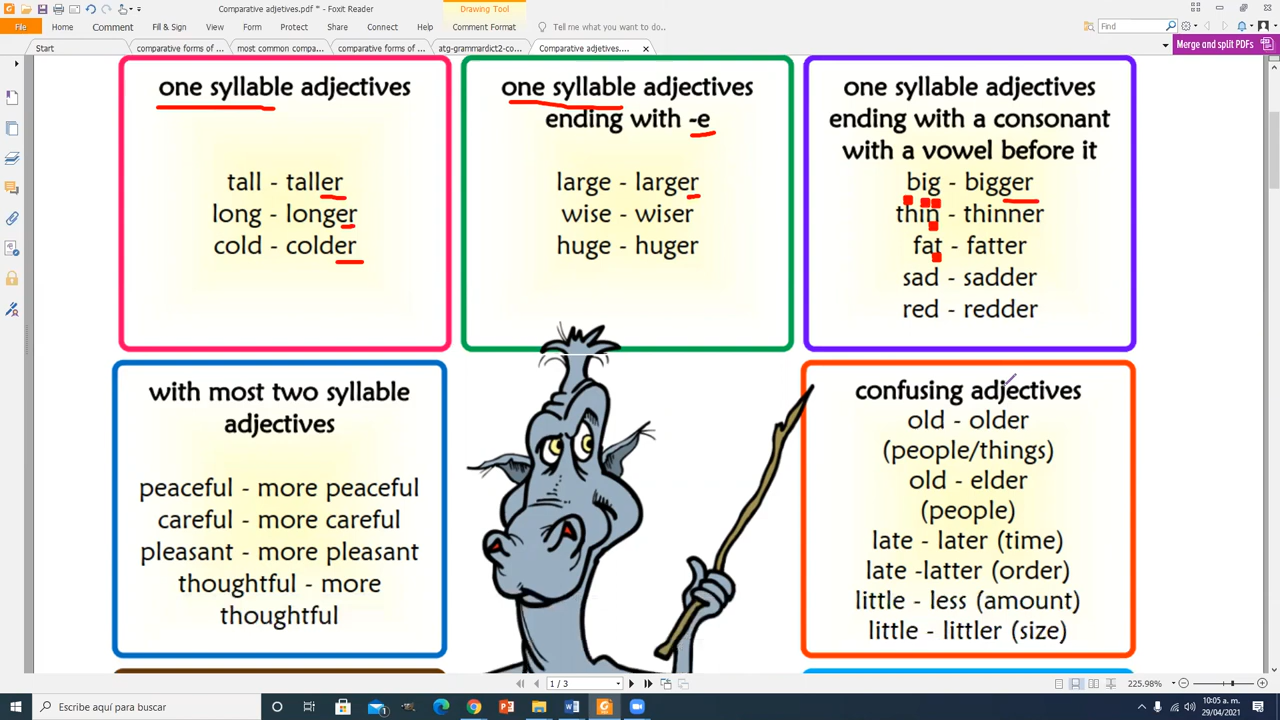 Comparative adjetives.pdf * - Foxit Reader
Drawing Tool
File
Home
Comment
Fill & Sign
View
Form
Protect
Share
Connect
Help
Comment Format
Tell me what you want to do...
Find
Start
comparative forms of ...
most common compa...
comparative forms of ...
atg-grammardict2-co...
Comparative adjetives....
Merge and split PDFs
one syllable adjectives
tall - taller
long - longer
cold - colder
one syllable adjectives
ending with -e
large - larger
wise - wiser
huge - huger
one syllable adjectives
ending with a consonant
with a vowel before it
big - bigger
thin - thinner
fat - fatter
sad - sadder
red - redder
with most two syllable
adjectives
peaceful - more peaceful
careful - more careful
pleasant - more pleasant
thoughtful - more
thoughtful
confusing adjectives
old - older
(people/things)
old - elder
(people)
late - later (time)
late -latter (order)
little - less (amount)
little - littler (size)
1 / 3
225.98%
Escribe aquí para buscar
10:05 a. m.
29/04/2021